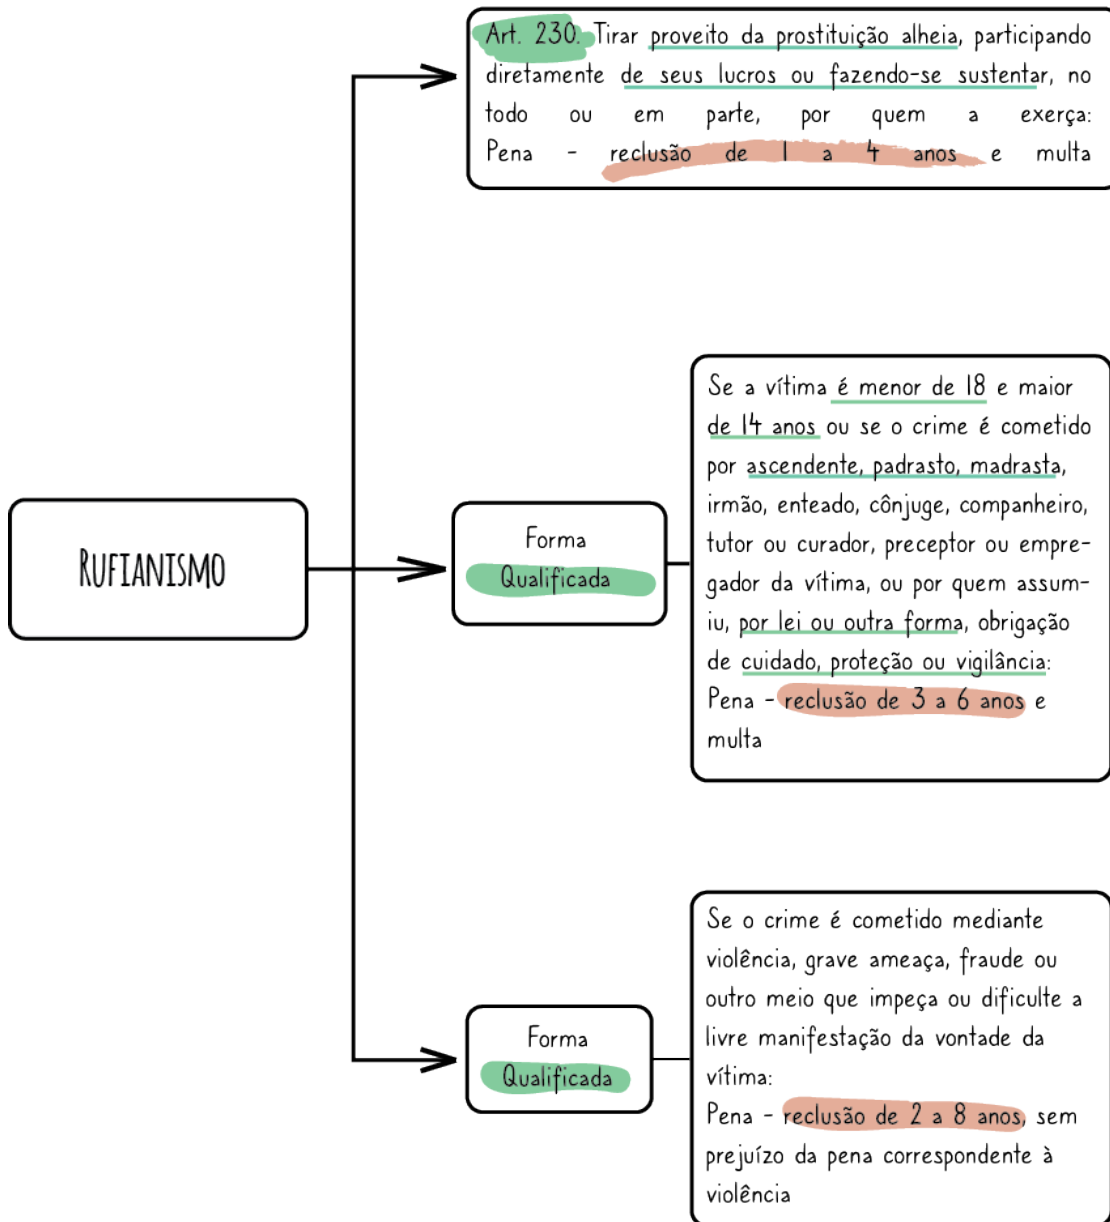 Art. 230. Tirar proveito da prostituição alheia, participando
diretamente de seus lucros ou fazendo-se sustentar, no
todo ou em parte, por quem a exerça:
Pena - reclusão de 1 a 4 anos e multa
RUFIANISMO
Forma
Qualificada
Se a vítima é menor de 18 e maior
de 14 anos ou se o crime é cometido
por ascendente, padrasto, madrasta,
irmão, enteado, cônjuge, companheiro,
tutor ou curador, preceptor ou empre-
gador da vítima, ou por quem assum-
iu, por lei ou outra forma, obrigação
de cuidado, proteção ou vigilância:
Pena - reclusão de 3 a 6 anos e
multa
Forma
Qualificada
Se o crime é cometido mediante
violência, grave ameaça, fraude ou
outro meio que impeça ou dificulte a
livre manifestação da vontade da
vítima:
Pena - reclusão de 2 a 8 anos, sem
prejuízo da pena correspondente à
violência